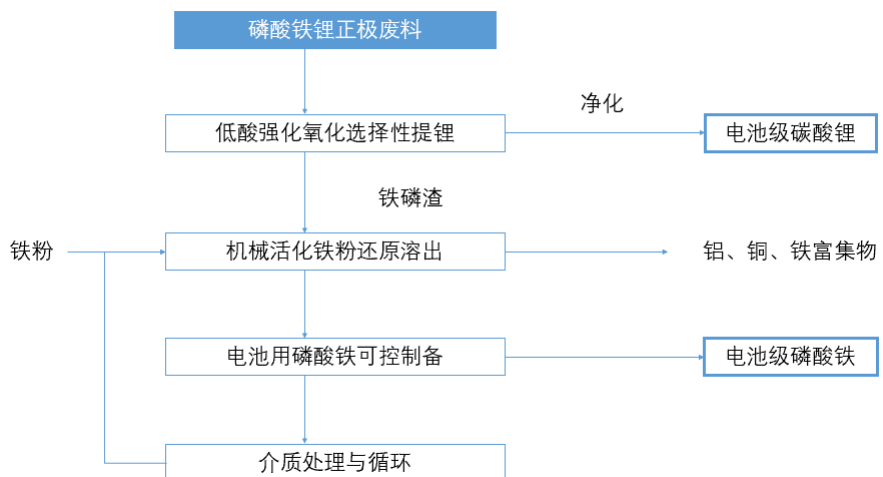 磷酸铁锂正极废料
净化
低酸强化氧化选择性提锂
电池级碳酸锂
铁磷渣
铁粉
机械活化铁粉还原溶出
铝、铜、铁富集物
电池用磷酸铁可控制备
电池级磷酸铁
介质处理与循环